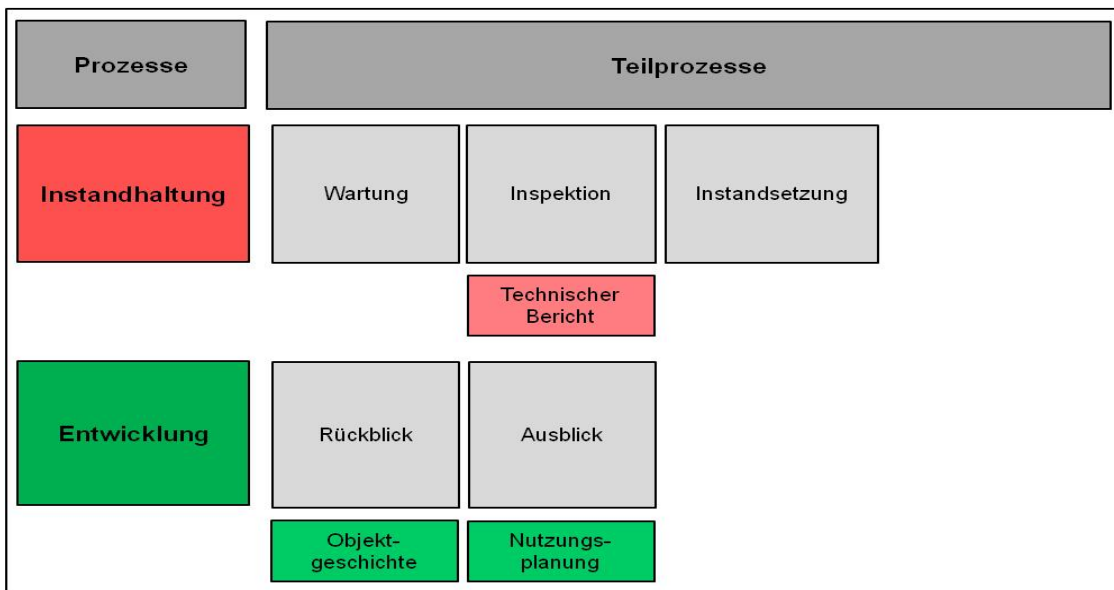 Prozesse
Teilprozesse
Instandhaltung
Wartung
Inspektion
Instandsetzung
Technischer
Bericht
Entwicklung
Rückblick
Ausblick
Objekt-
geschichte
Nutzungs-
planung